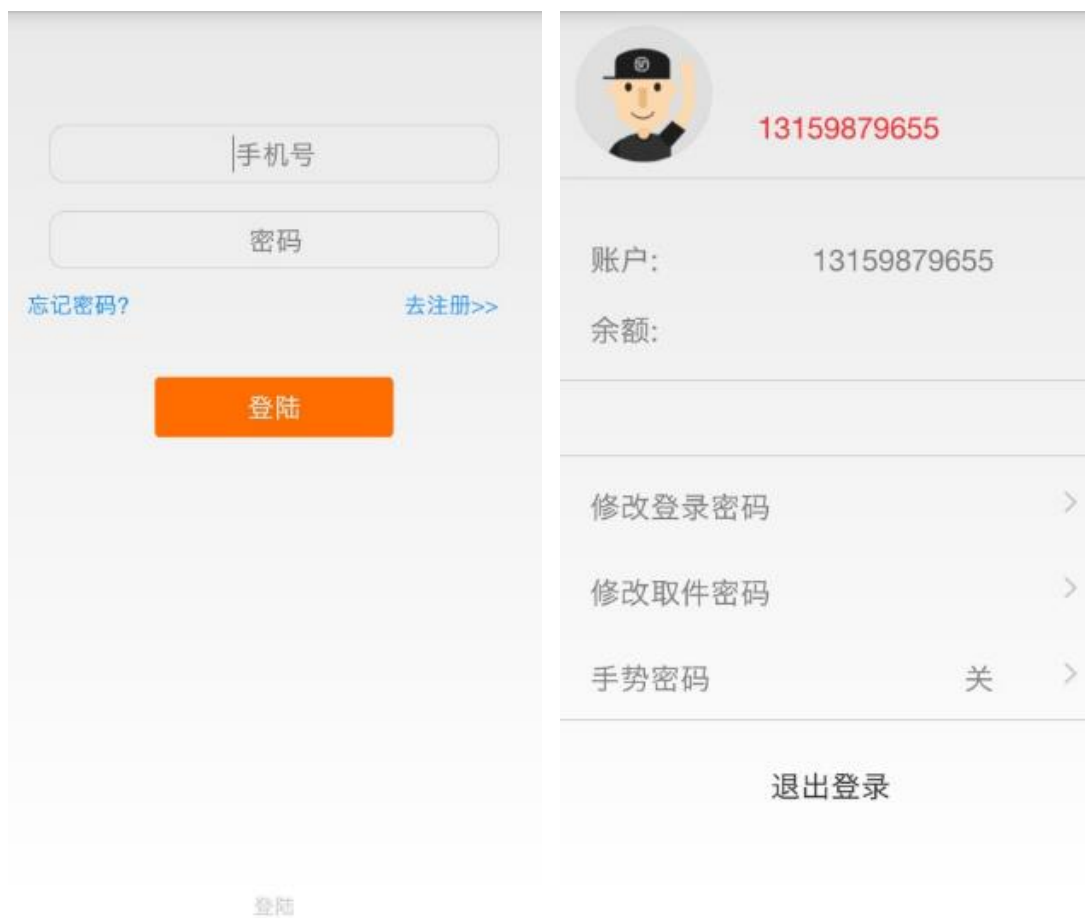 手机号
密码
忘记密码?
去注册>>
登陆
登陆
13159879655
账户: 13159879655
余额:
修改登录密码
修改取件密码
手势密码 关
退出登录